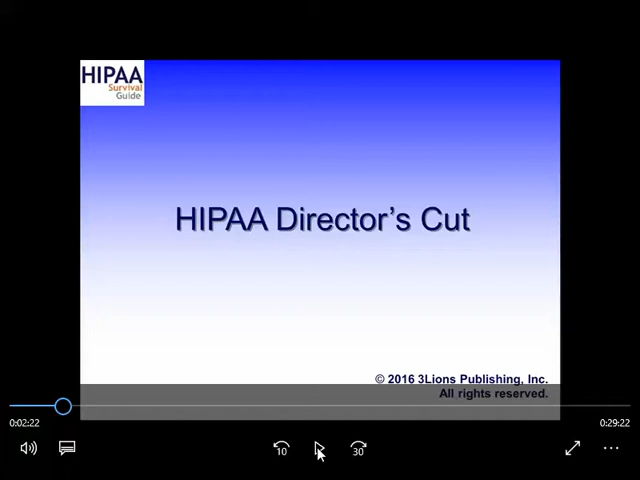 HIPAA
Survival
Guide
HIPAA Director's Cut
© 2016 3Lions Publishing, Inc.
All rights reserved.
0:02:22
0:29:22
10
30